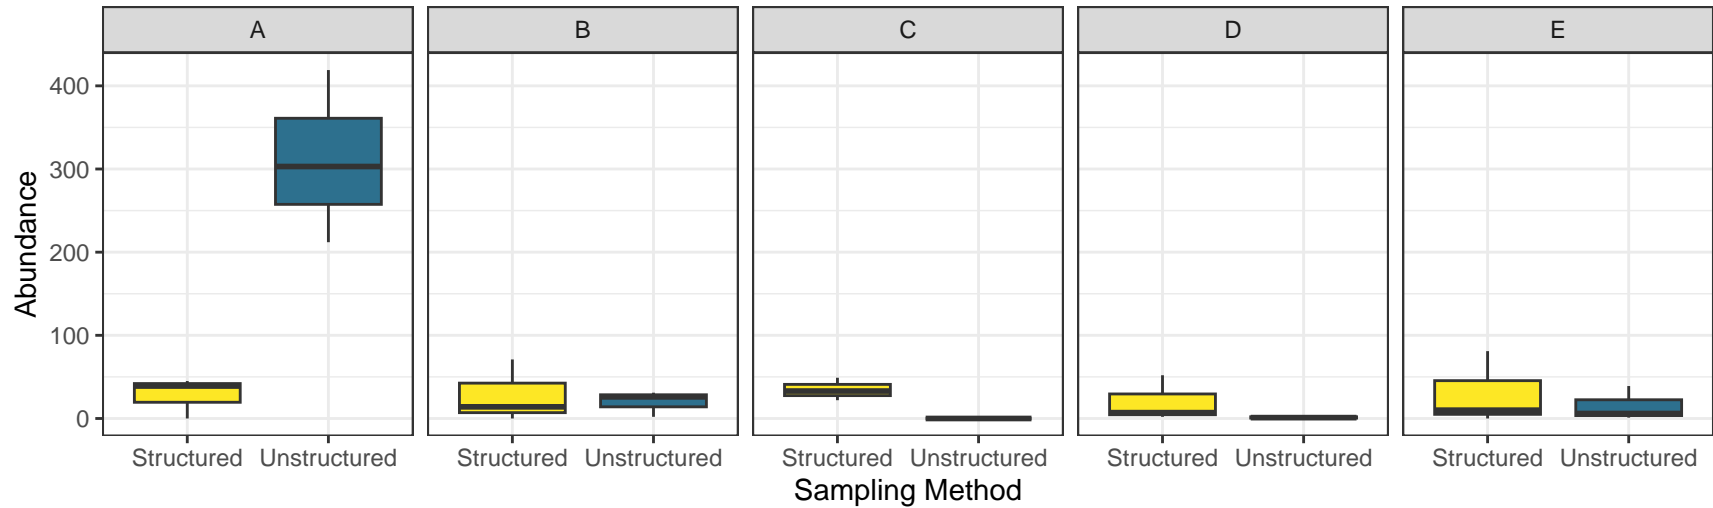 A B C D E
Abundance
400
300
200
100
0
Structured Unstructured Structured Unstructured Structured Unstructured Structured Unstructured Structured Unstructured
Sampling Method